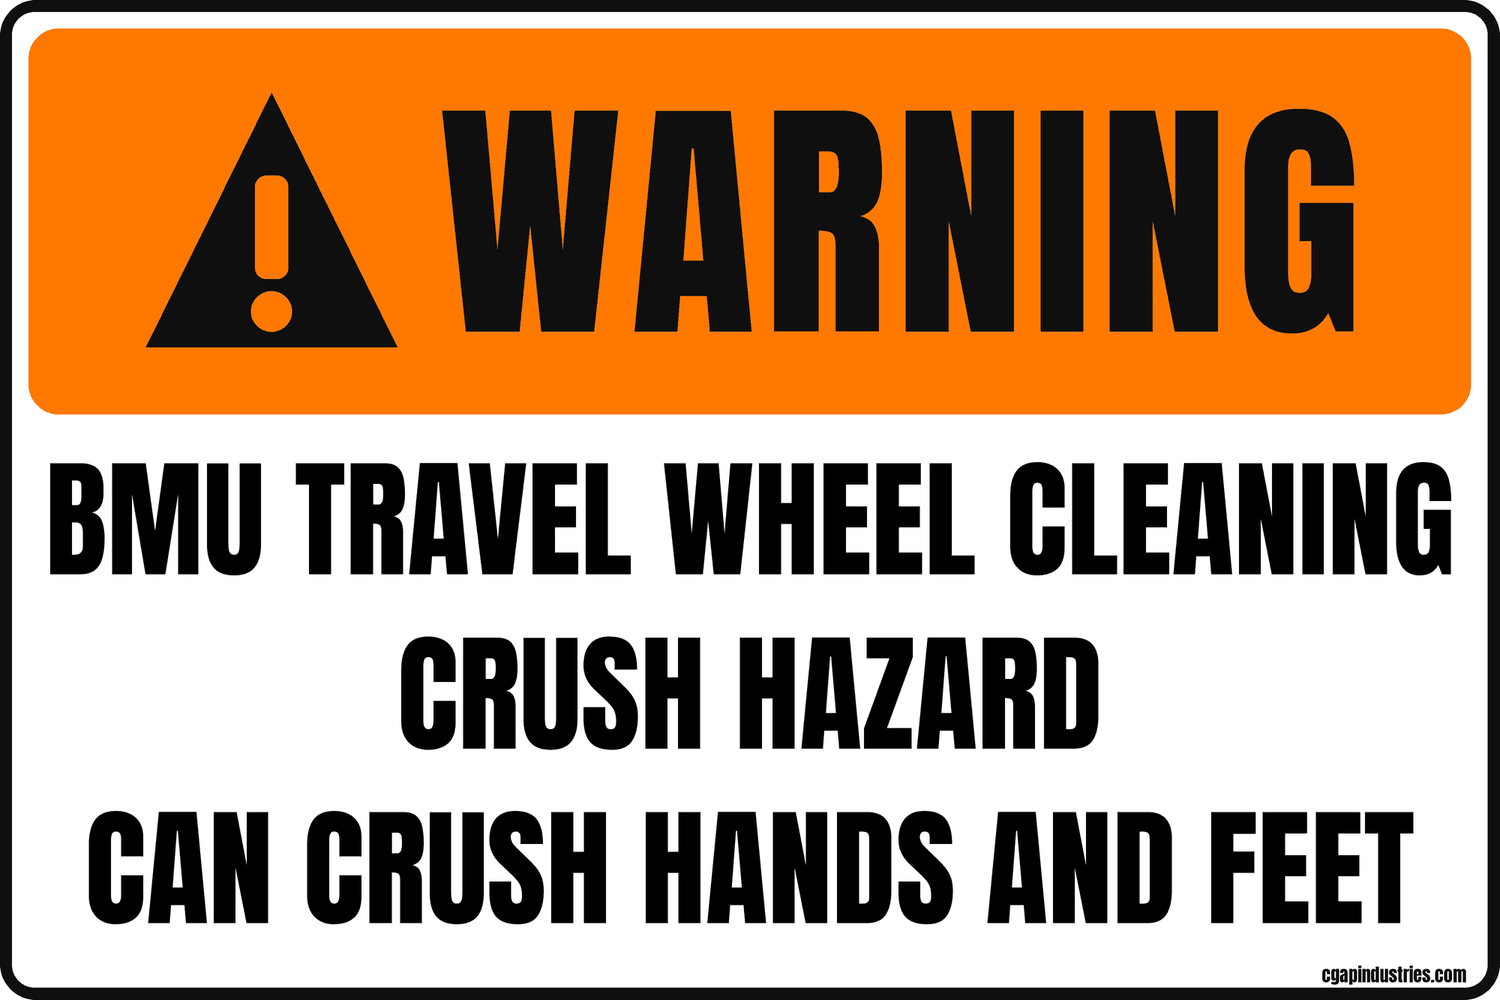 WARNING
BMU TRAVEL WHEEL CLEANING
CRUSH HAZARD
CAN CRUSH HANDS AND FEET
cgapindustries.com